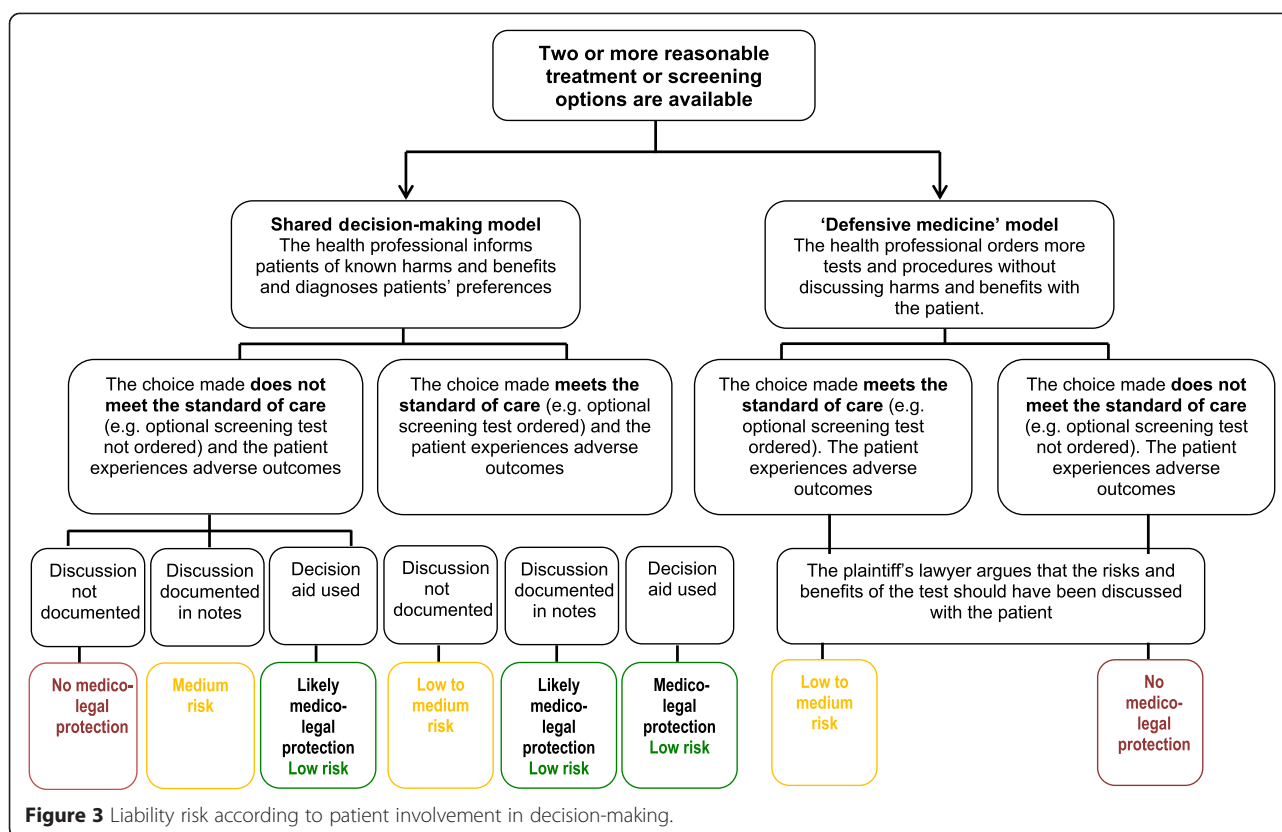 Two or more reasonable
treatment or screening
options are available
Shared decision-making model
The health professional informs
patients of known harms and benefits
and diagnoses patients’ preferences
‘Defensive medicine’ model
The health professional orders more
tests and procedures without
discussing harms and benefits with
the patient.
The choice made does not
meet the standard of care
(e.g. optional screening test
not ordered) and the patient
experiences adverse outcomes
The choice made meets the
standard of care (e.g. optional
screening test ordered) and the
patient experiences adverse
outcomes
The choice made meets the
standard of care (e.g.
optional screening test
ordered). The patient
experiences adverse
outcomes
The choice made does not
meet the standard of care
(e.g. optional screening test
not ordered). The patient
experiences adverse
outcomes
Discussion
not
documented
Discussion
documented
in notes
Decision
aid used
Discussion
not
documented
Discussion
documented
in notes
Decision
aid used
The plaintiff’s lawyer argues that the risks and
benefits of the test should have been discussed
with the patient
No medico-
legal
protection
Medium
risk
Likely
medico-
legal
protection
Low risk
Low to
medium
risk
Likely
medico-
legal
protection
Low risk
Medico-
legal
protection
Low risk
Low to
medium
risk
No
medico-
legal
protection
Figure 3 Liability risk according to patient involvement in decision-making.